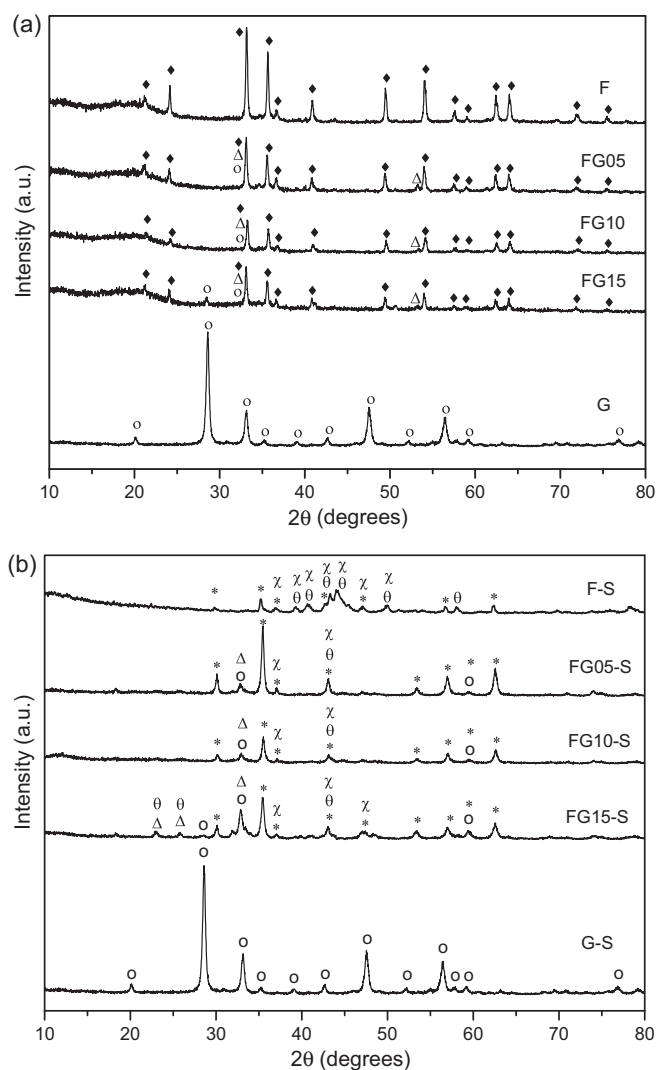 (a)
F
FG05
Δ
o
Δ
FG10
Δ
o
Δ
FG15
Δ
o
o
Δ
G
o o o o o o o o o o o
Intensity (a.u.)
10 20 30 40 50 60 70 80
2θ (degrees)
(b)
F-S
* * χ * χ θ χ θ χ θ * χ θ χ * χ θ * θ *
FG05-S
* Δ o * χ * χ θ * * * * o *
FG10-S
* Δ o * χ * χ θ * * * * o *
FG15-S
θ Δ θ Δ o * Δ o * χ * χ θ * χ * * * * o *
G-S
o o o o o o o o o o o o
Intensity (a.u.)
10 20 30 40 50 60 70 80
2θ (degrees)